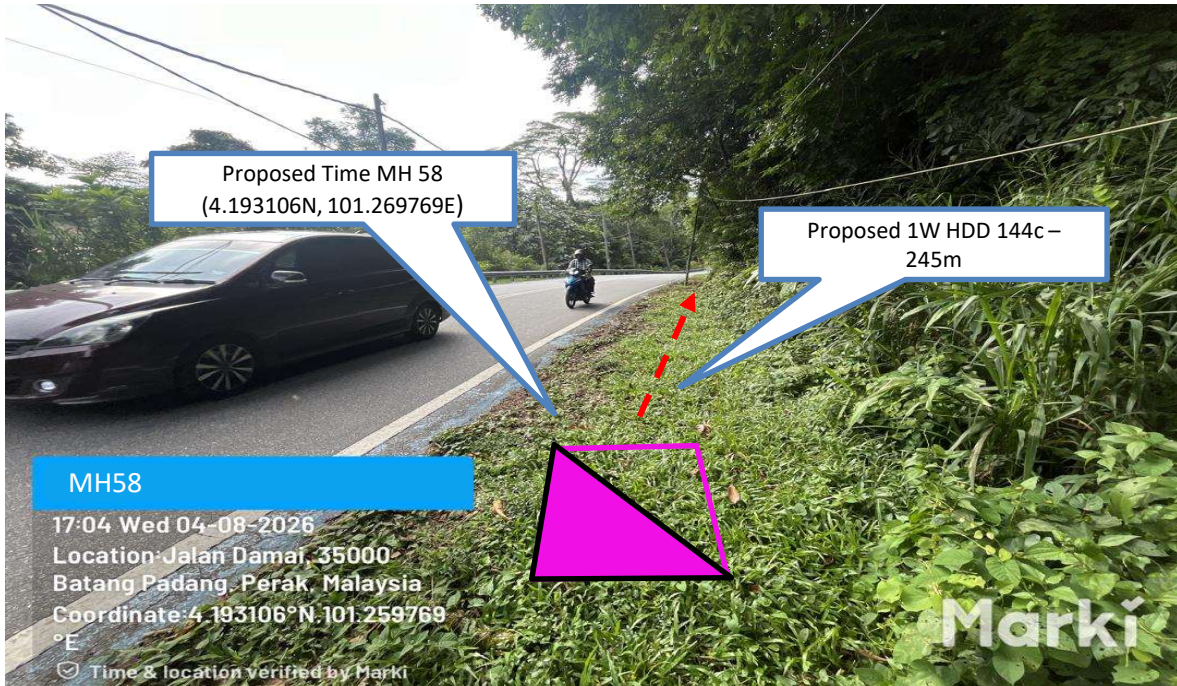 Proposed Time MH 58
(4.193106N, 101.269769E)
Proposed 1W HDD 144c –
245m
MH58
17:04 Wed 04-08-2026
Location:Jalan Damai, 35000
Batang Padang, Perak, Malaysia
Coordinate:4.193106°N,101.259769
°E
Time & location verified by Marki
Marki